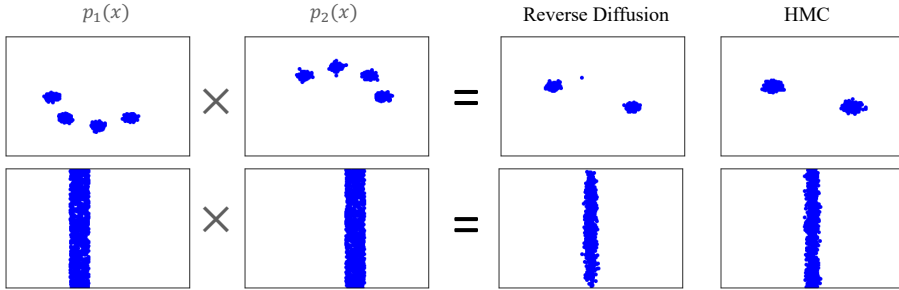 p₁(x) p₂(x) Reverse Diffusion HMC
× =
× =